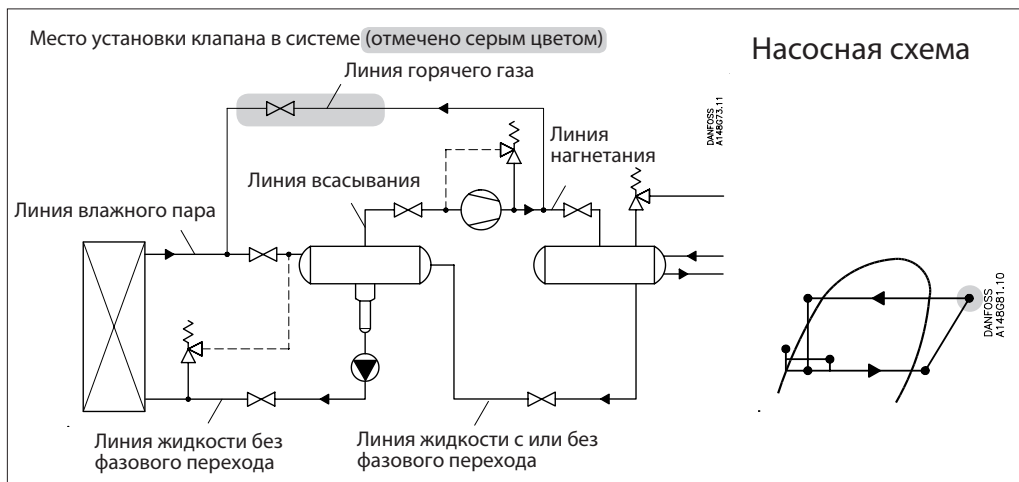 Место установки клапана в системе (отмечено серым цветом)
Насосная схема
Линия горячего газа
DANFOSS
A148G73.11
Линия
нагнетания
Линия всасывания
Линия влажного пара
DANFOSS
A148G81.10
Линия жидкости без
фазового перехода
Линия жидкости с или без
фазового перехода